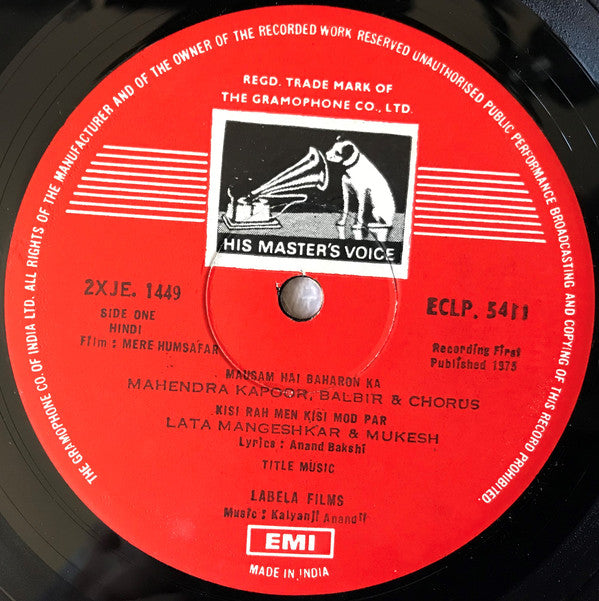 THE GRAMOPHONE CO. OF INDIA LTD. ALL RIGHTS OF THE MANUFACTURER AND OF THE OWNER OF THE RECORDED WORK RESERVED UNAUTHORISED PUBLIC PERFORMANCE BROADCASTING AND COPYING OF THIS RECORD PROHIBITED.
REGD. TRADE MARK OF
THE GRAMOPHONE CO., LTD.
HIS MASTER'S VOICE
2XJE. 1449
ECLP. 5411
SIDE ONE
HINDI
Film : MERE HUMSAFAR
Recording First
Published 1975
MAUSAM HAI BAHARON KA
MAHENDRA KAPOOR, BALBIR & CHORUS
KISI RAH MEN KISI MOD PAR
LATA MANGESHKAR & MUKESH
Lyrics : Anand Bakshi
TITLE MUSIC
LABELA FILMS
Music : Kalyanji Anandji
EMI
MADE IN INDIA